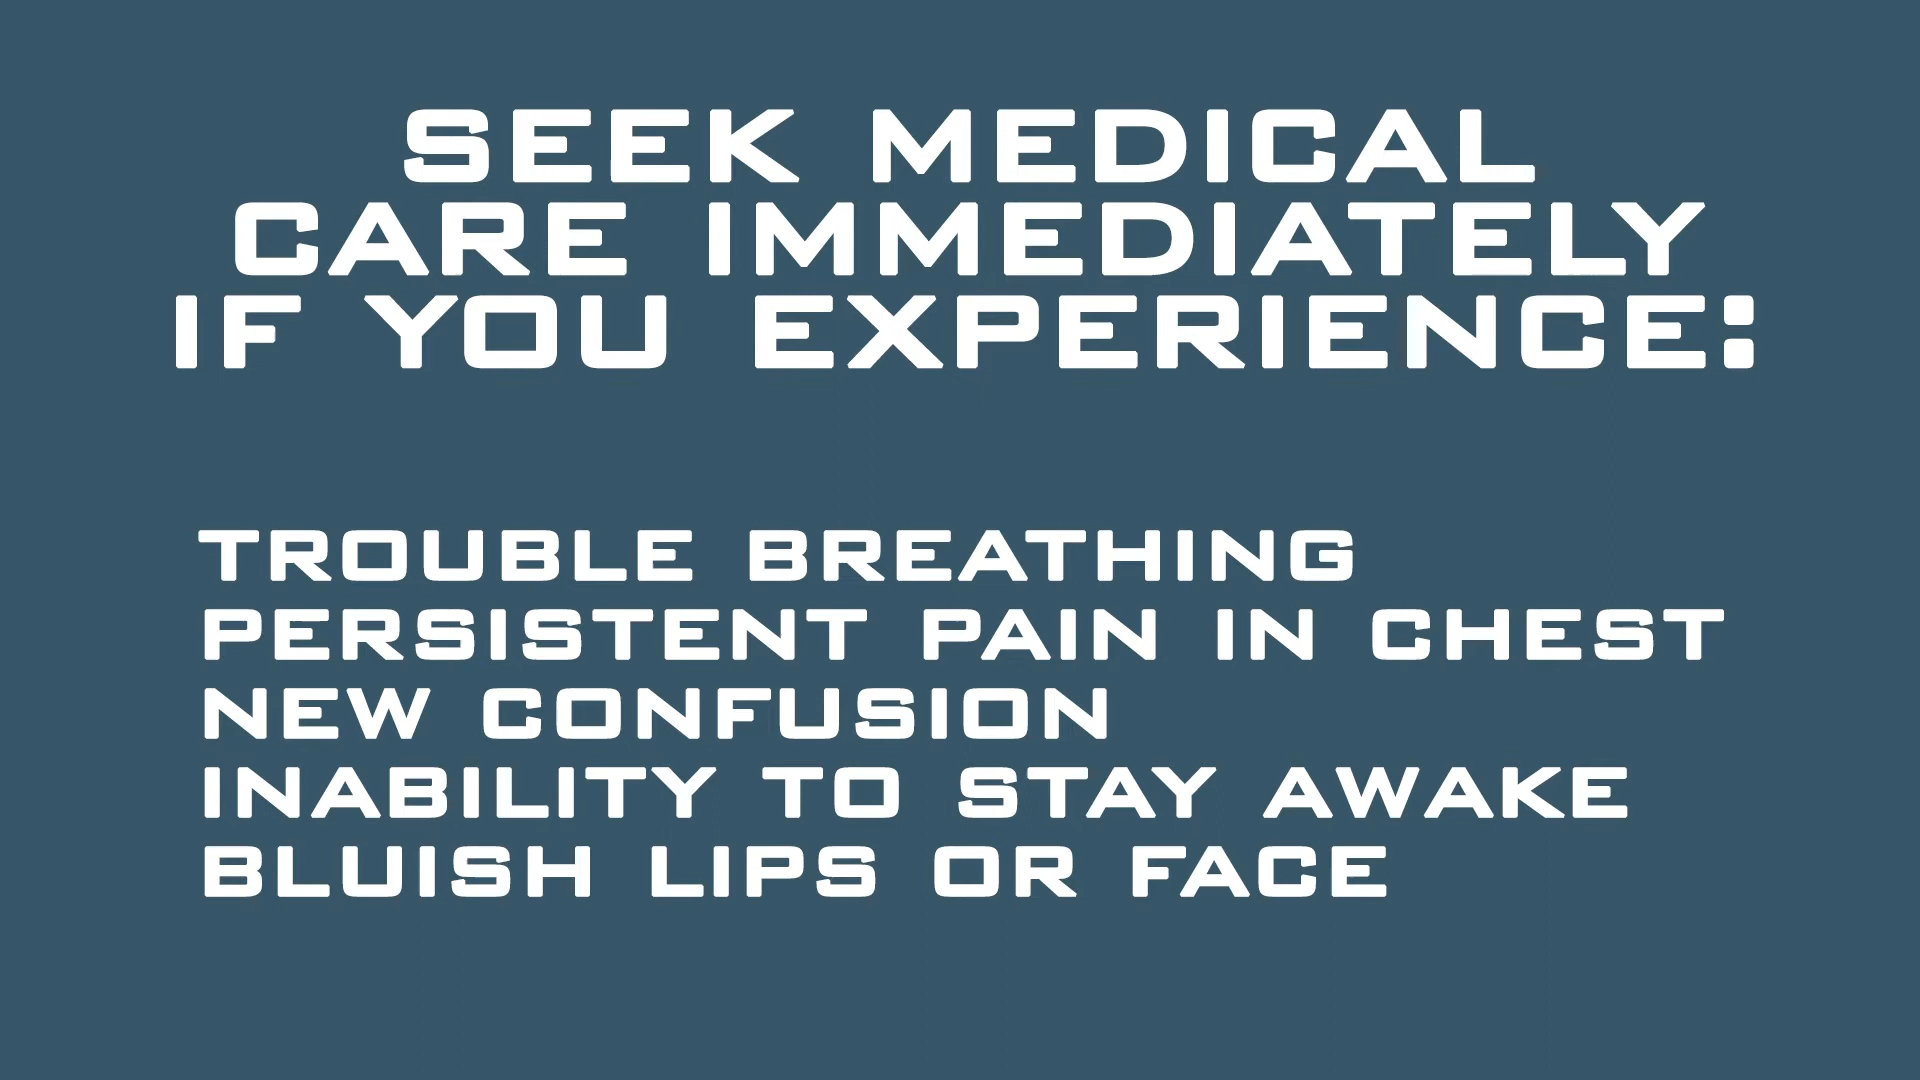 SEEK MEDICAL
CARE IMMEDIATELY
IF YOU EXPERIENCE:
TROUBLE BREATHING
PERSISTENT PAIN IN CHEST
NEW CONFUSION
INABILITY TO STAY AWAKE
BLUISH LIPS OR FACE